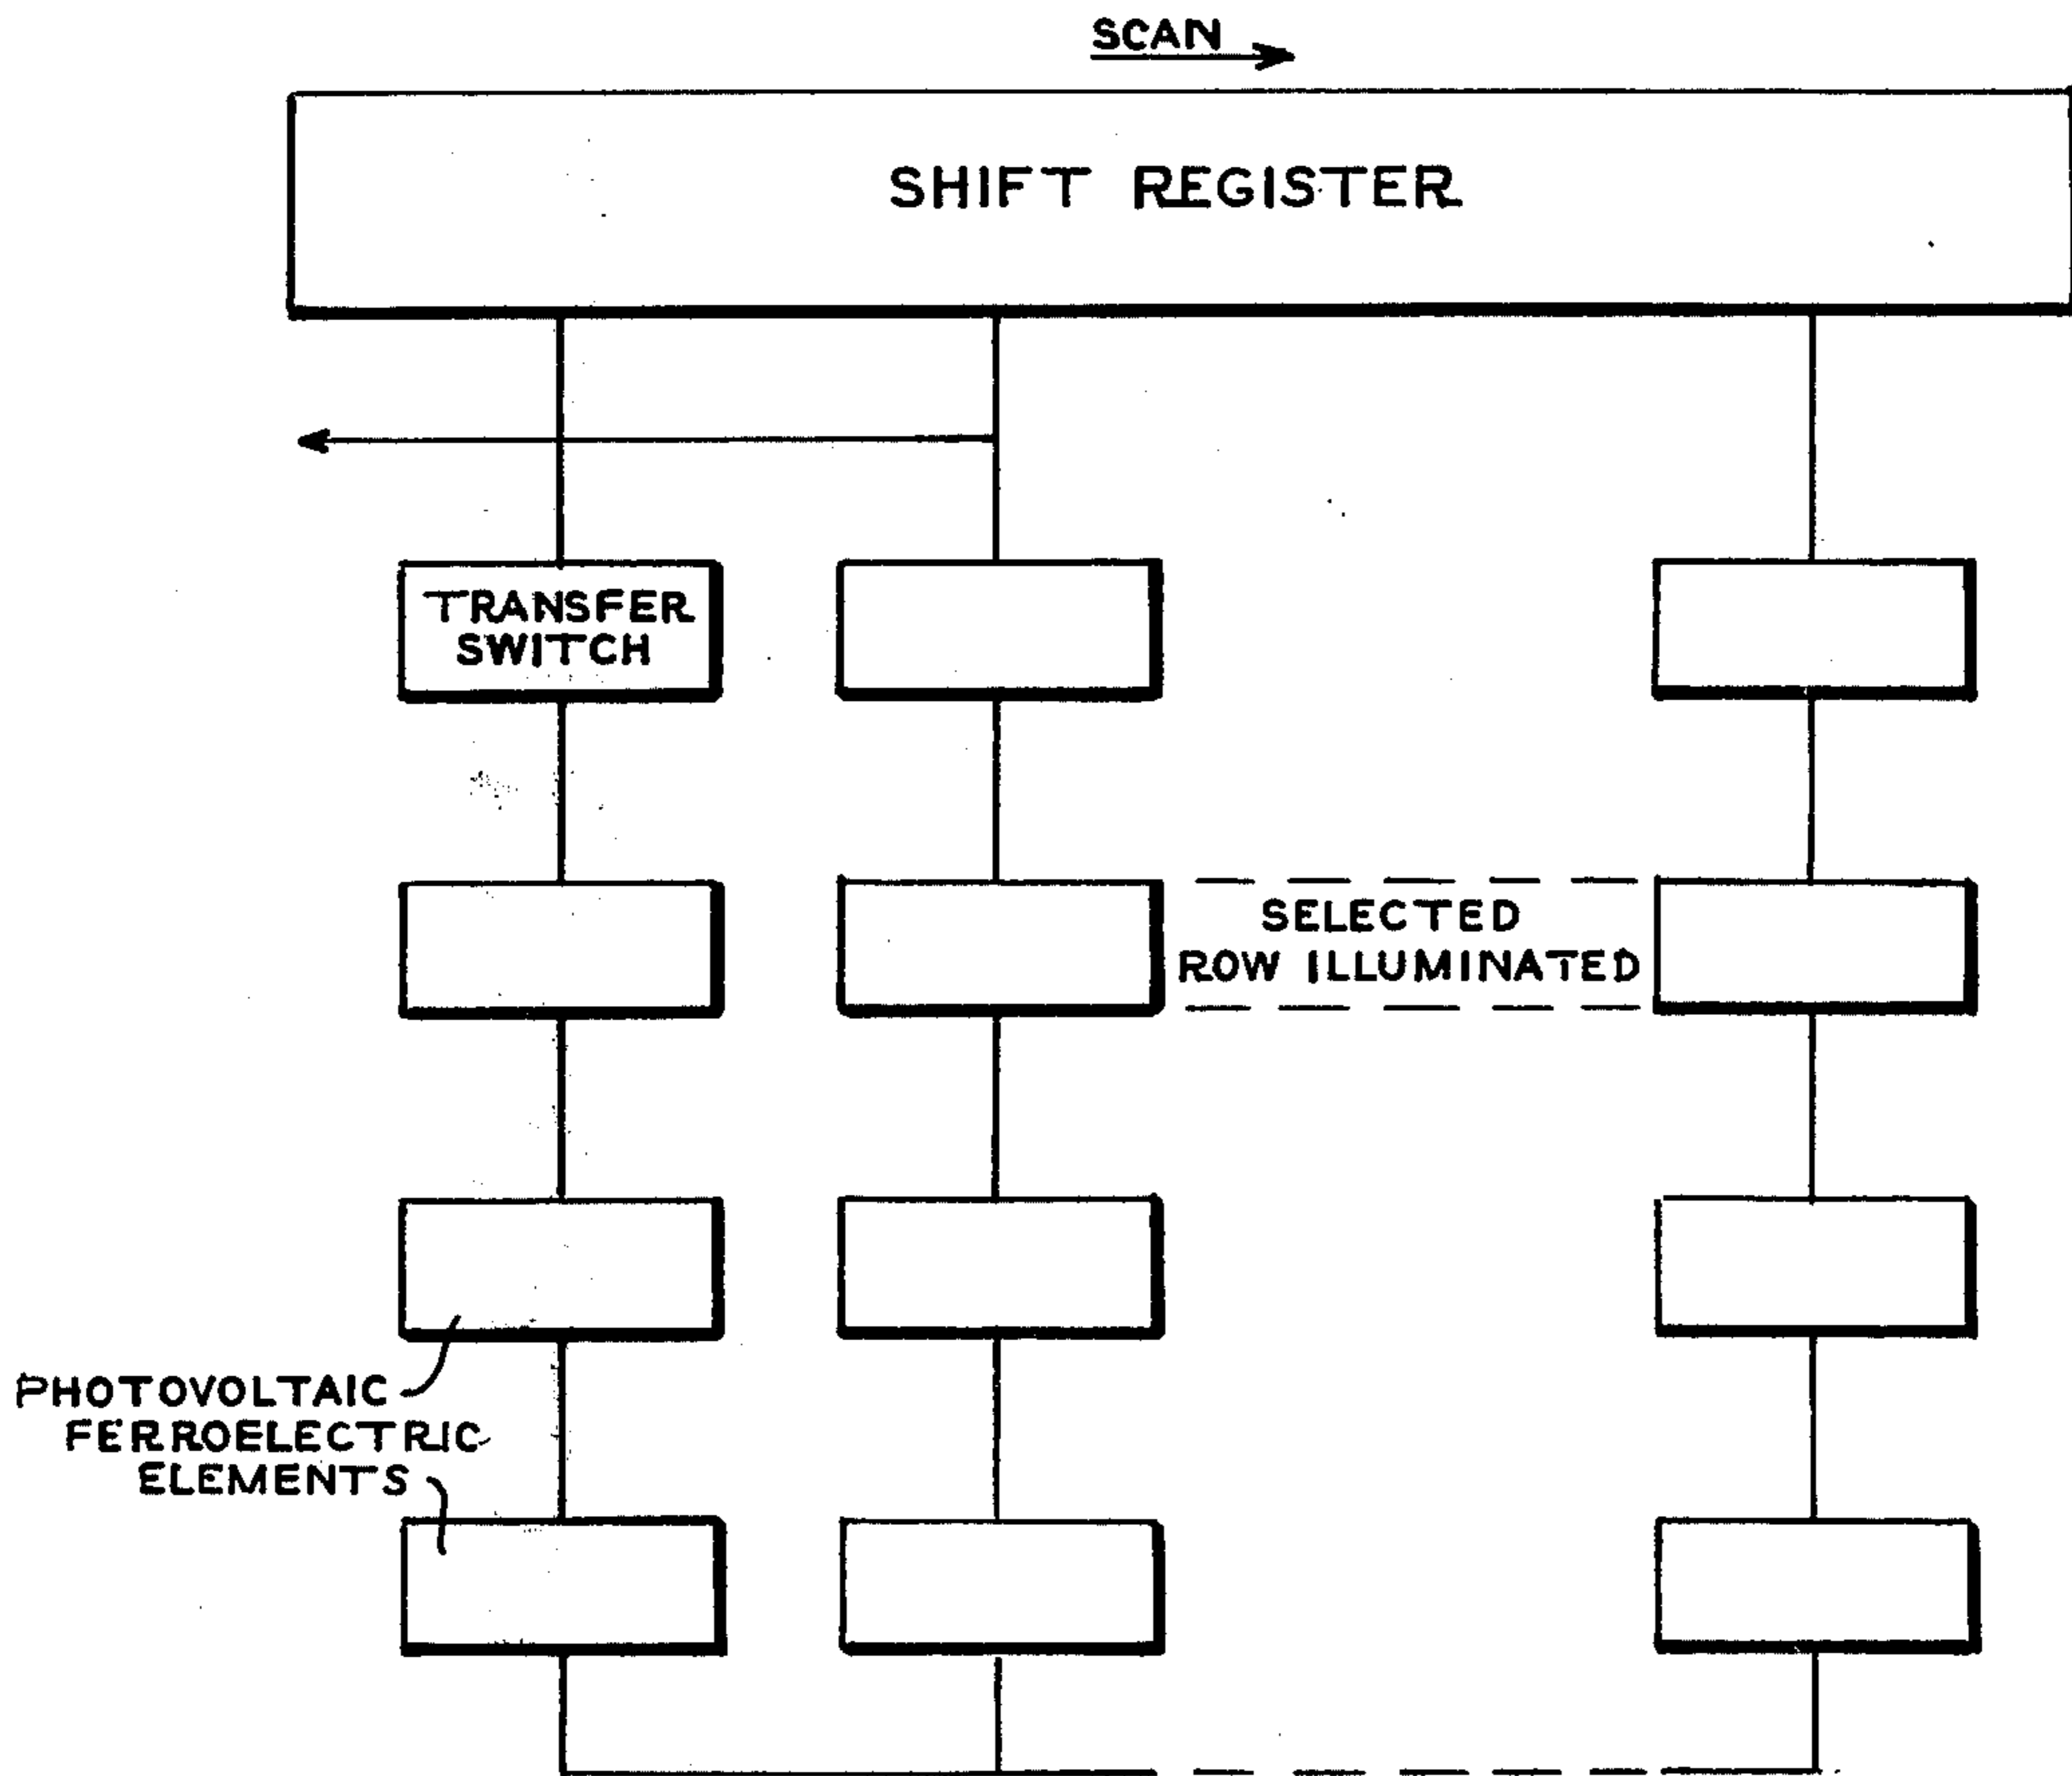 SCAN
SHIFT REGISTER
TRANSFER
SWITCH
SELECTED
ROW ILLUMINATED
PHOTOVOLTAIC
FERROELECTRIC
ELEMENTS